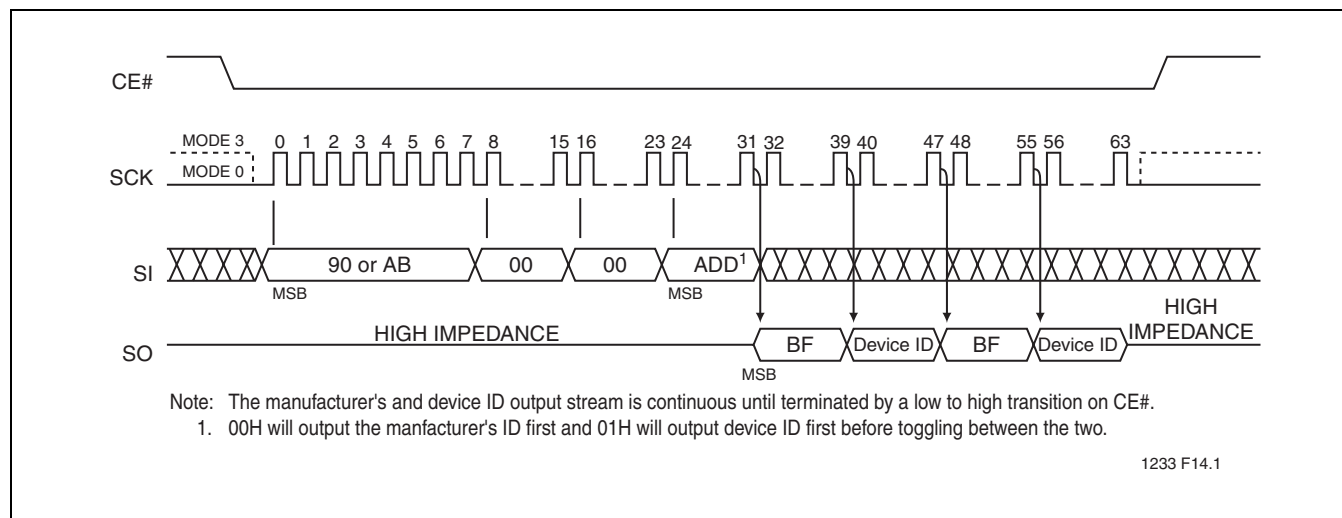 CE#
MODE 3 0 1 2 3 4 5 6 7 8 15 16 23 24 31 32 39 40 47 48 55 56 63
SCK MODE 0
SI 90 or AB 00 00 ADD1
MSB MSB
HIGH IMPEDANCE HIGH IMPEDANCE
SO BF Device ID BF Device ID
MSB
Note: The manufacturer's and device ID output stream is continuous until terminated by a low to high transition on CE#.
1. 00H will output the manfacturer's ID first and 01H will output device ID first before toggling between the two.
1233 F14.1